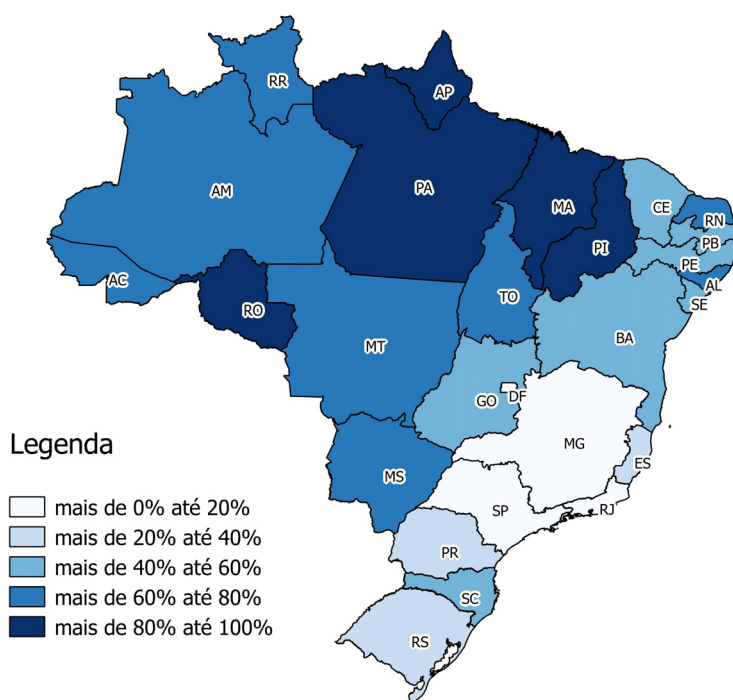 RR
AP
AM
PA
MA
CE
RN
PB
PI
PE
AL
AC
TO
SE
RO
BA
MT
GO
DF
MG
Legenda
ES
MS
mais de 0% até 20%
SP
RJ
mais de 20% até 40%
PR
mais de 40% até 60%
mais de 60% até 80%
SC
mais de 80% até 100%
RS